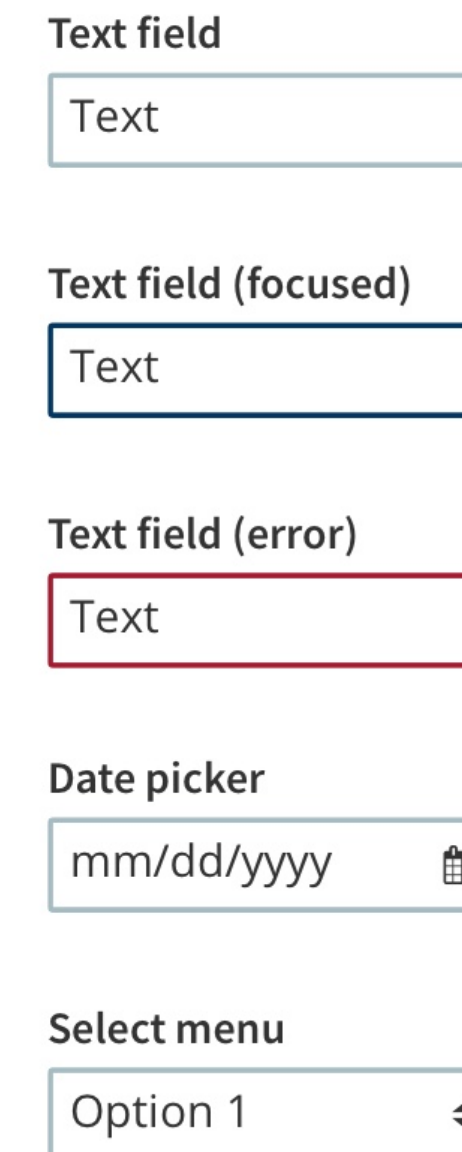 Text field
Text
Text field (focused)
Text
Text field (error)
Text
Date picker
mm/dd/yyyy
Select menu
Option 1